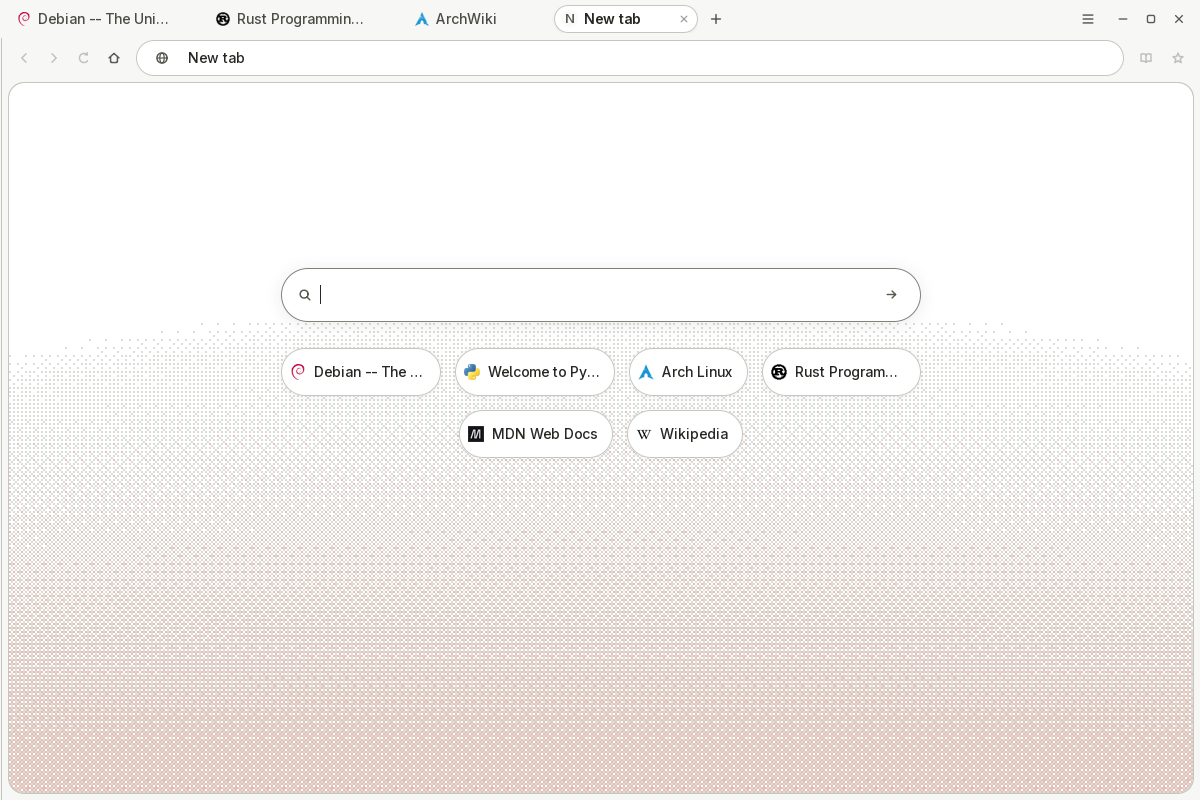 Debian -- The Uni…
Rust Programmin…
ArchWiki
N New tab
New tab
Debian -- The …
Welcome to Py…
Arch Linux
Rust Program…
MDN Web Docs
W Wikipedia